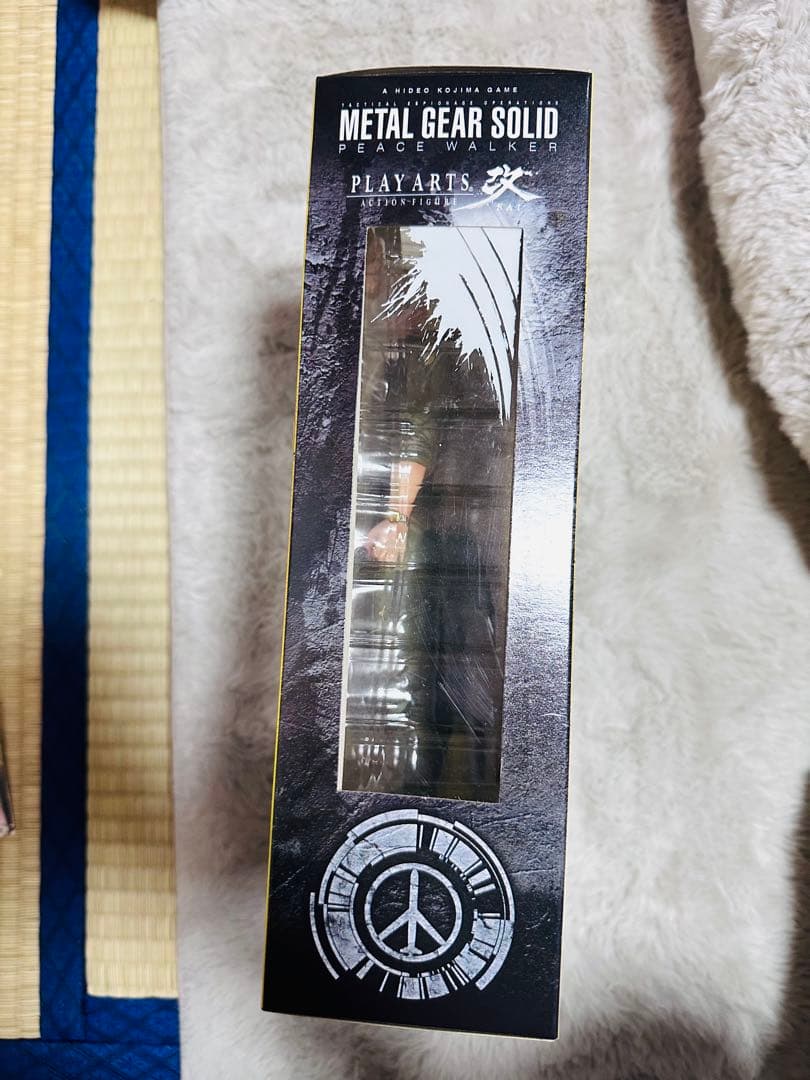 A HIDEO KOJIMA GAME
TACTICAL ESPIONAGE OPERATIONS
METAL GEAR SOLID
PEACE WALKER
PLAY ARTS 改
ACTION FIGURE KAI